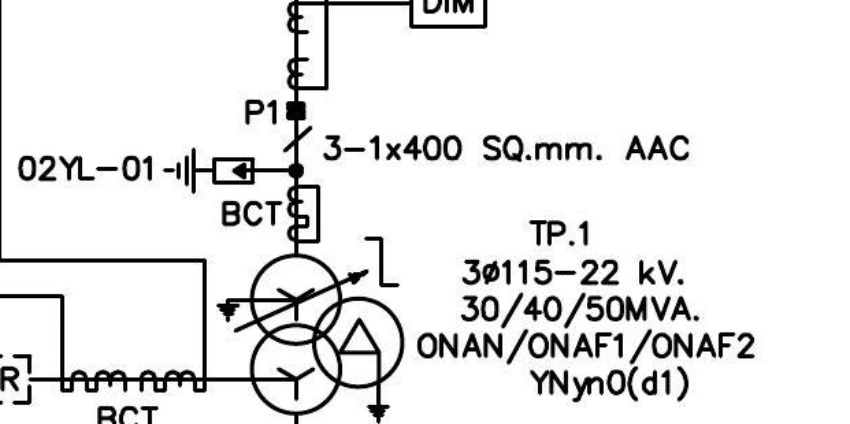 DIM
P1
3-1x400 SQ.mm. AAC
02YL-01
BCT
TP.1
3ø115-22 kV.
30/40/50MVA.
ONAN/ONAF1/ONAF2
R
YNyn0(d1)
BCT